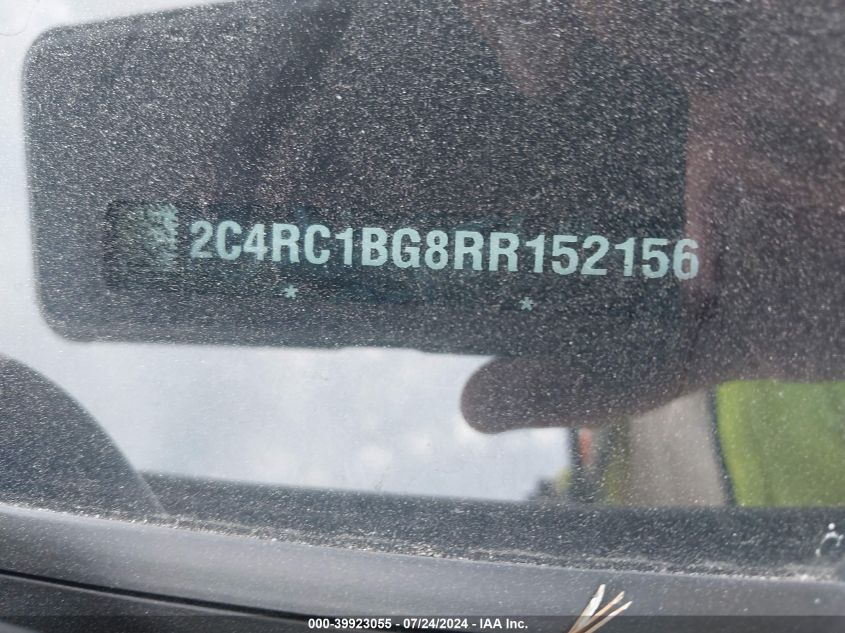 2C4RC1BG8RR152156
* *
000-39923055 - 07/24/2024 - IAA Inc.